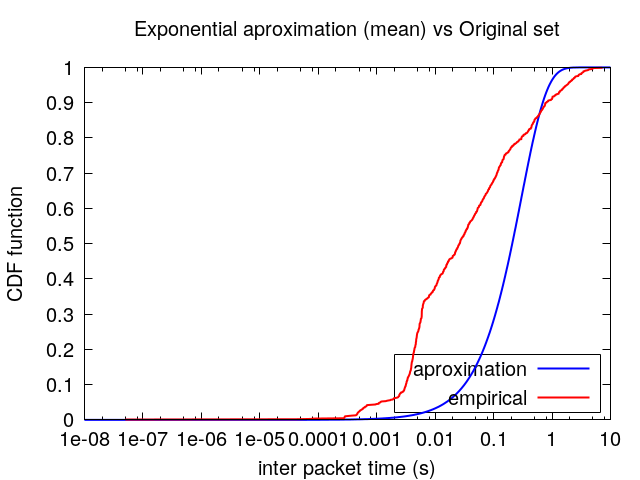 Exponential aproximation (mean) vs Original set
1
0.9
0.8
0.7
0.6
0.5
0.4
0.3
0.2
0.1
0
CDF function
aproximation
empirical
1e-08 1e-07 1e-06 1e-05 0.0001 0.001 0.01 0.1 1 10
inter packet time (s)